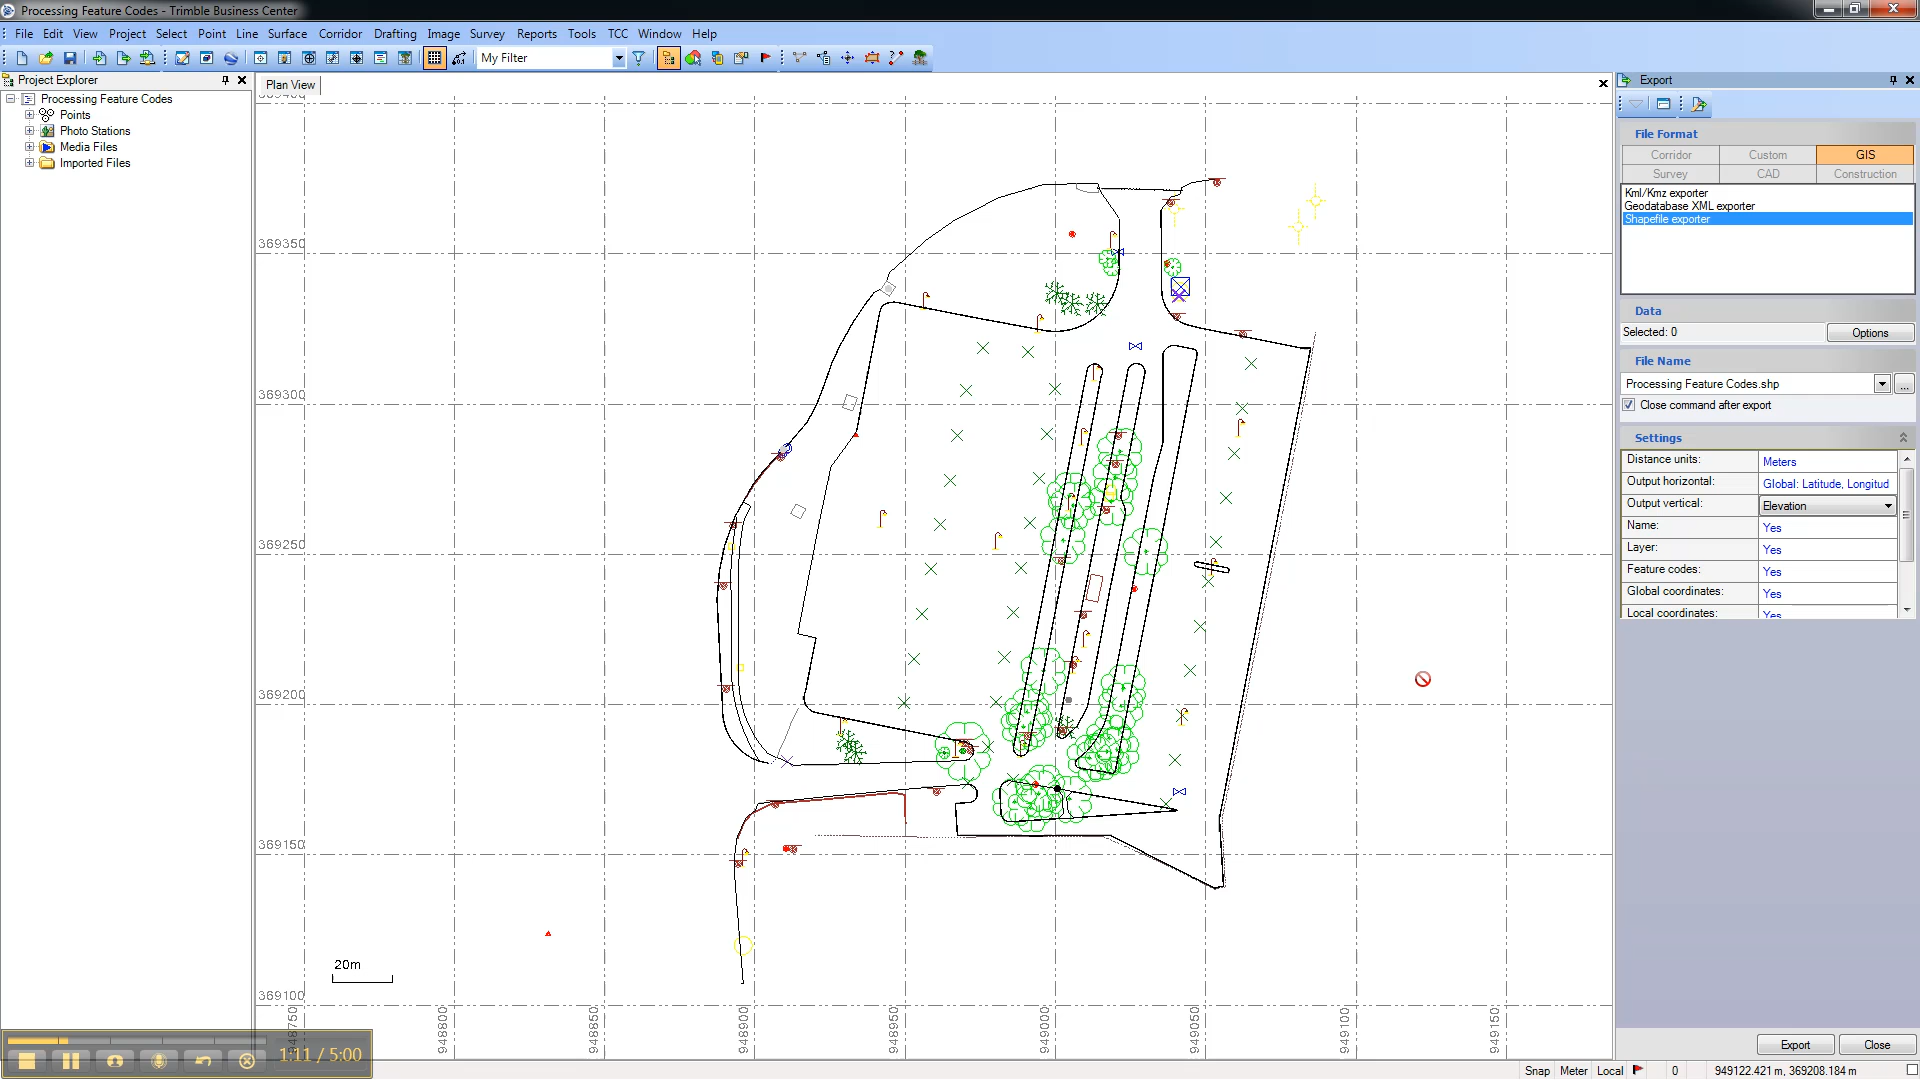 Processing Feature Codes - Trimble Business Center
File Edit View Project Select Point Line Surface Corridor Drafting Image Survey Reports Tools TCC Window Help
My Filter
Project Explorer
Processing Feature Codes
Points
Photo Stations
Media Files
Imported Files
Plan View
369350
369300
369250
369200
369150
369100
20m
948750
948800
948850
948900
948950
949000
949050
949100
949150
Export
File Format
Corridor Custom GIS
Survey CAD Construction
Kml/Kmz exporter
Geodatabase XML exporter
Shapefile exporter
Data
Selected: 0 Options
File Name
Processing Feature Codes.shp ...
Close command after export
Settings
Distance units: Meters
Output horizontal: Global: Latitude, Longitud
Output vertical: Elevation
Name: Yes
Layer: Yes
Feature codes: Yes
Global coordinates: Yes
Local coordinates: Yes
Export Close
1:11 / 5:00
Snap Meter Local 0 949122.421 m, 369208.184 m